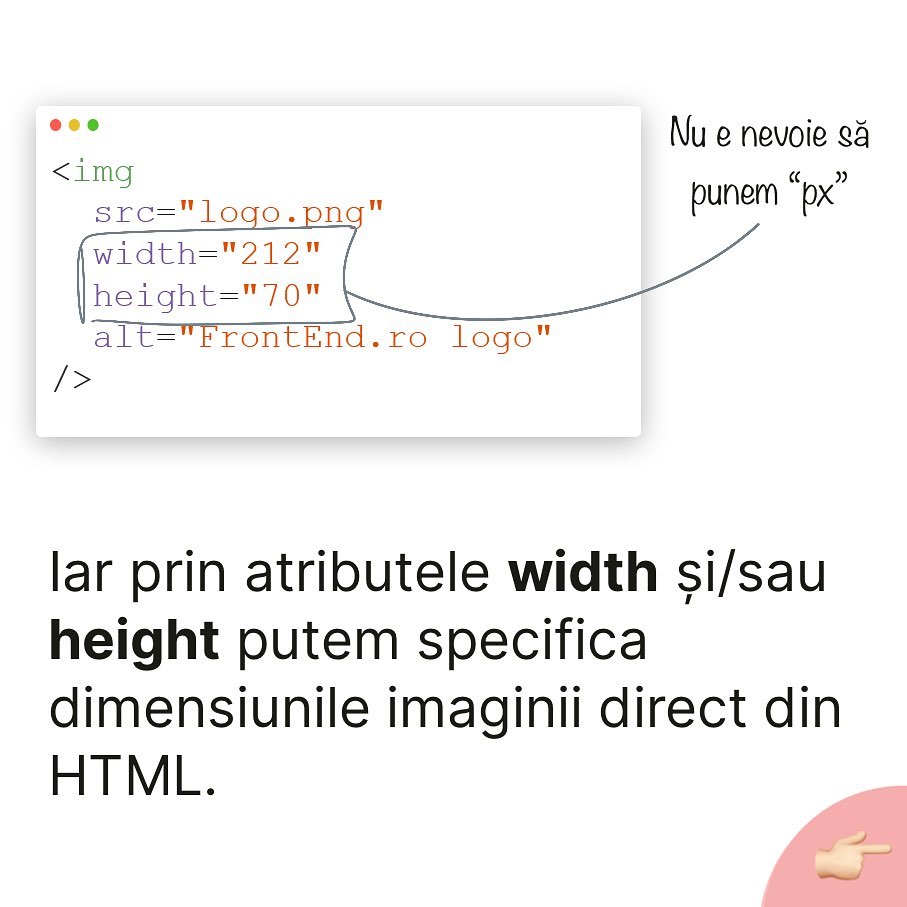 <img
src="logo.png"
width="212"
height="70"
alt="FrontEnd.ro logo"
/>
Nu e nevoie să
punem “px”
Iar prin atributele width și/sau
height putem specifica
dimensiunile imaginii direct din
HTML.